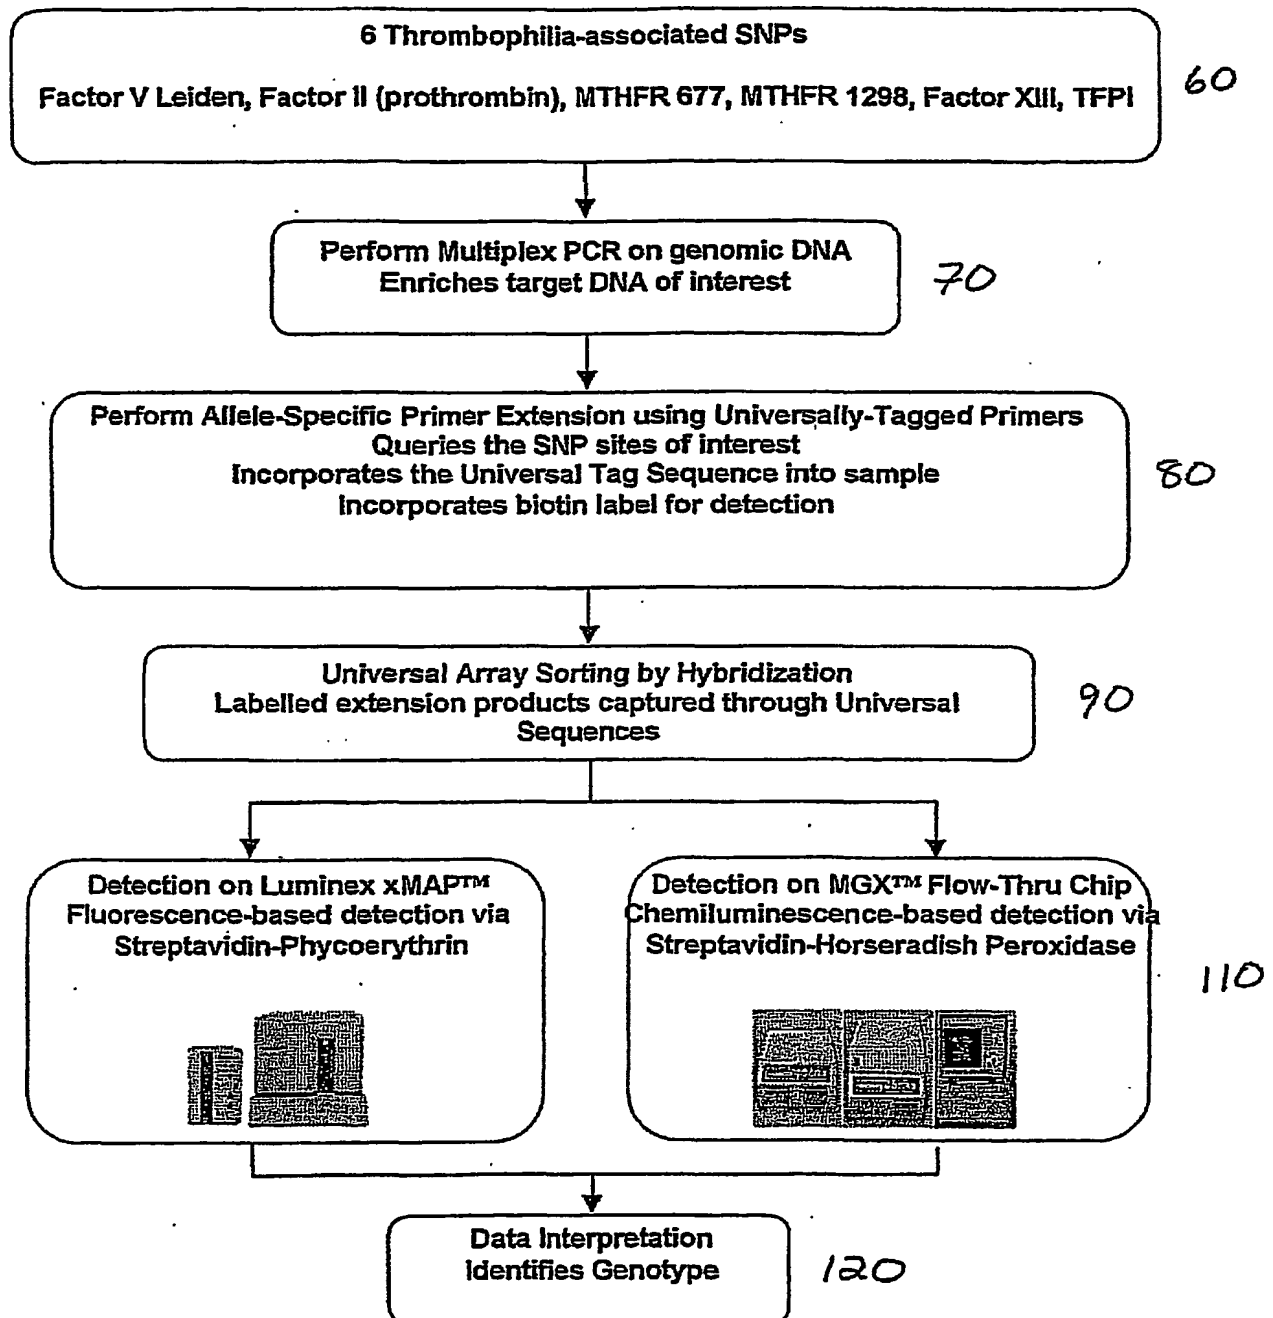 6 Thrombophilia-associated SNPs
Factor V Leiden, Factor II (prothrombin), MTHFR 677, MTHFR 1298, Factor XIII, TFPI
60
Perform Multiplex PCR on genomic DNA
Enriches target DNA of interest
70
Perform Allele-Specific Primer Extension using Universally-Tagged Primers
Queries the SNP sites of interest
Incorporates the Universal Tag Sequence into sample
Incorporates biotin label for detection
80
Universal Array Sorting by Hybridization
Labelled extension products captured through Universal
Sequences
90
Detection on Luminex xMAP™
Fluorescence-based detection via
Streptavidin-Phycoerythrin
Detection on MGX™ Flow-Thru Chip
Chemiluminescence-based detection via
Streptavidin-Horseradish Peroxidase
110
Data Interpretation
Identifies Genotype
120